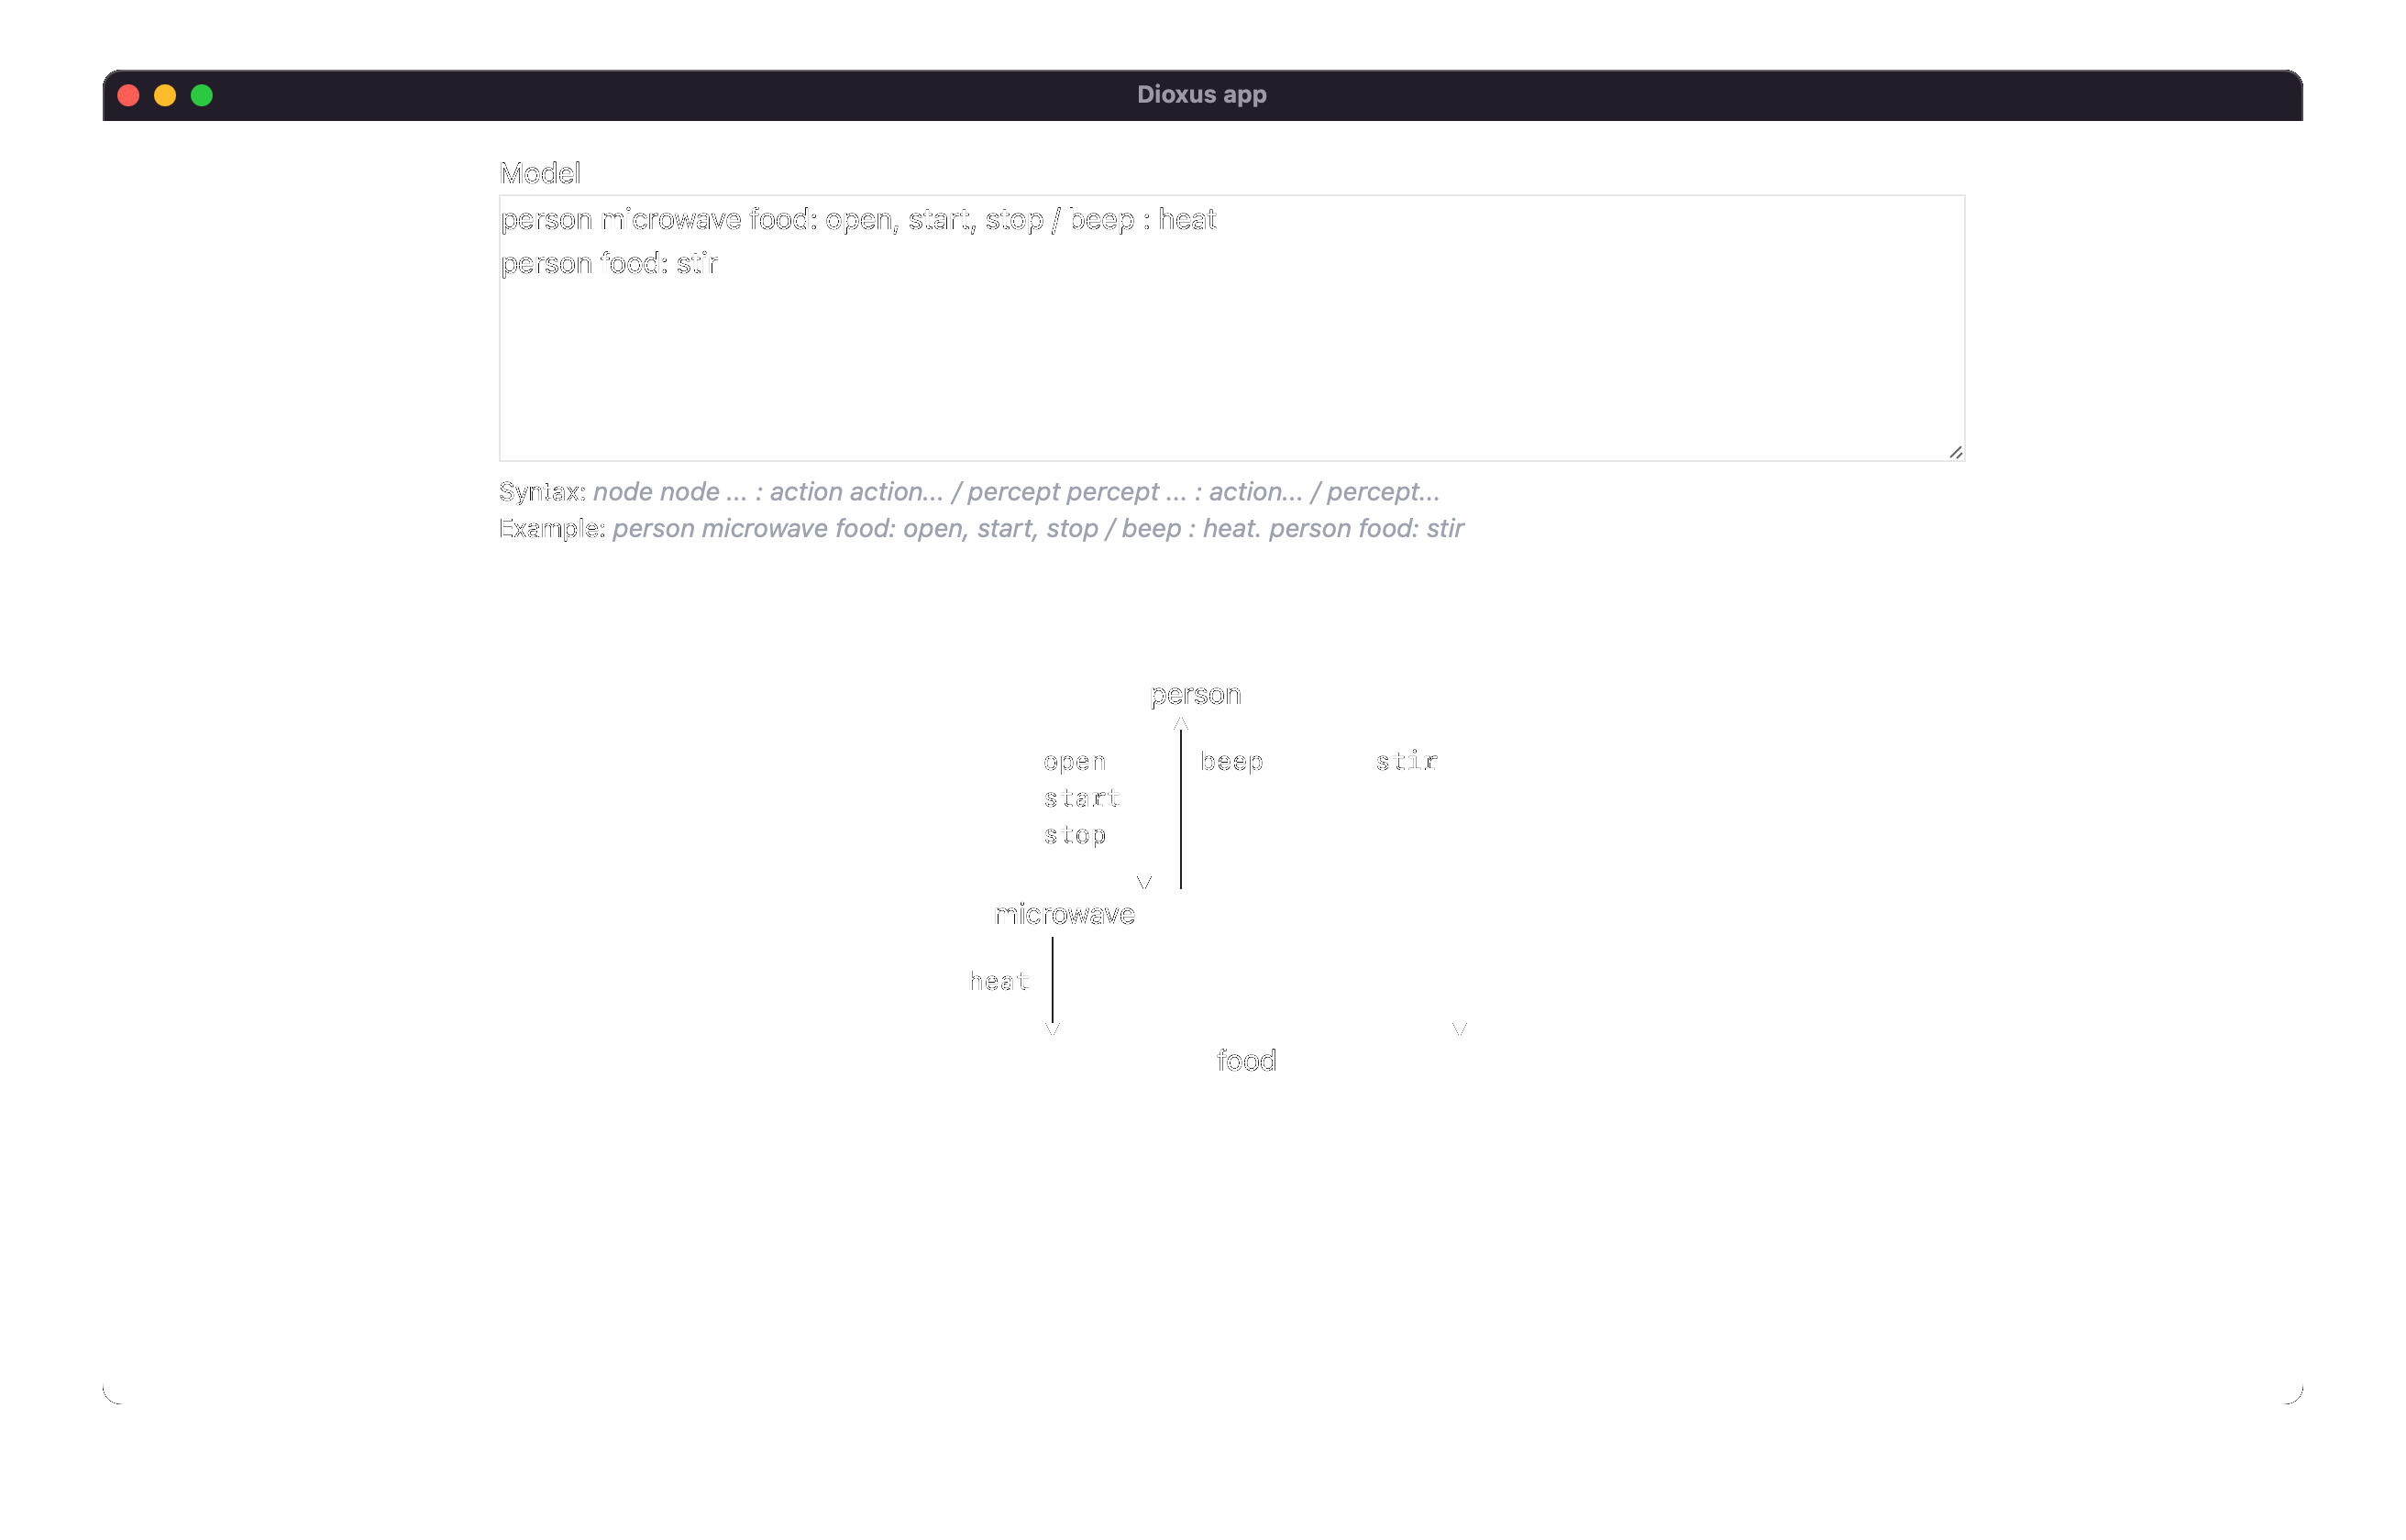 Dioxus app
Model
person microwave food: open, start, stop / beep : heat
person food: stir
Syntax: node node ... : action action... / percept percept ... : action... / percept...
Example: person microwave food: open, start, stop / beep : heat. person food: stir
person
open beep stir
start
stop
microwave
heat
food